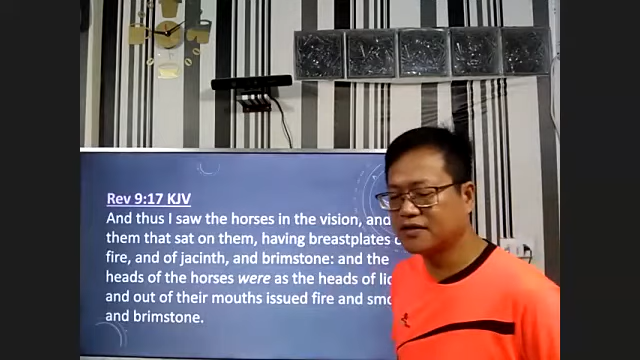 Rev 9:17 KJV
And thus I saw the horses in the vision, and
them that sat on them, having breastplates
fire, and of jacinth, and brimstone: and the
heads of the horses were as the heads of
and out of their mouths issued fire and
and brimstone.